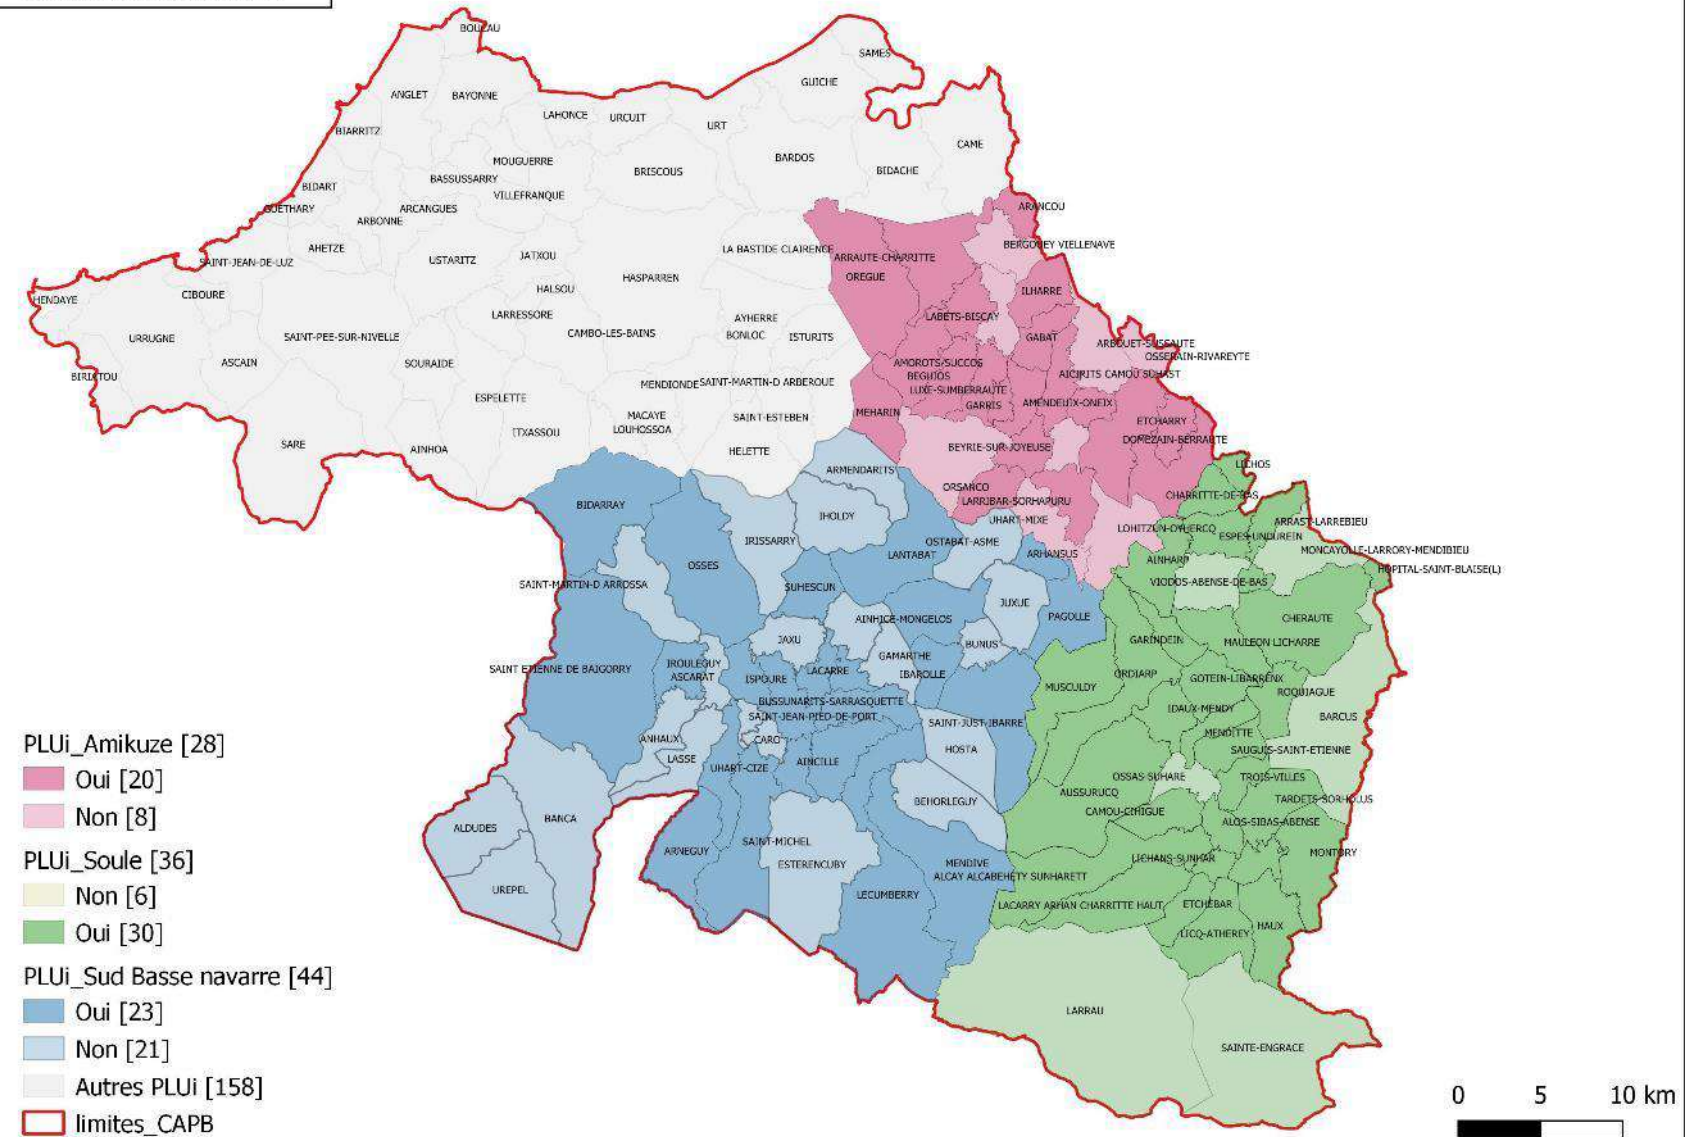 BOUCAU
SAMES
GUICHE
ANGLET
BAYONNE
LAHONCE
URCUIT
URT
BIARRITZ
CAME
BARDOS
MOUGUERRE
BRISCOUS
BIDACHE
BASSUSSARRY
BIDART
VILLEFRANQUE
GUETHARY
ARCANGUES
ARANCOU
ARBONNE
AHETZE
LA BASTIDE CLAIRENCE
BERGOUEY VIELLENAVE
SAINT-JEAN-DE-LUZ
USTARITZ
JATXOU
ARRAUTE-CHARRITTE
HASPARREN
OREGUE
HALSOU
ILHARRE
HENDAYE
CIBOURE
LARRESSORE
AYHERRE
LABETS-BISCAY
URRUGNE
SAINT-PEE-SUR-NIVELLE
CAMBO-LES-BAINS
BONLOC
ISTURITS
GABAT
ARBOUET-SUSSAUTE
OSSERAIN-RIVAREYTE
ASCAIN
SOURAIDE
AMOROTS-SUCCOS
BIRIATOU
BEGUIOS
AICIRITS CAMOU SUHAST
MENDIONDE
SAINT-MARTIN-D ARBEROUE
LUXE-SUMBERRAUTE
ESPELETTE
GARRIS
AMENDEUIX-ONEIX
MACAYE
SAINT-ESTEBEN
MEHARIN
ETCHARRY
LOUHOSSOA
ITXASSOU
DOMEZAIN-BERRAUTE
SARE
AINHOA
HELETTE
BEYRIE-SUR-JOYEUSE
LICHOS
ARMENDARITS
ORSANCO
CHARRITTE-DE-BAS
BIDARRAY
LARRIBAR-SORHAPURU
IHOLDY
UHART-MIXE
LOHITZUN-OYHERCQ
ARRAST-LARREBIEU
IRISSARRY
OSTABAT-ASME
ESPES-UNDUREIN
LANTABAT
ARHANSUS
MONCAYOLLE-LARRORY-MENDIBIEU
AINHARP
OSSES
HOPITAL-SAINT-BLAISE(L)
SAINT-MARTIN-D ARROSSA
SUHESCUN
VIODOS-ABENSE-DE-BAS
JUXUE
AINHICE-MONGELOS
PAGOLLE
CHERAUTE
JAXU
BUNUS
GARINDEIN
MAULEON LICHARRE
GAMARTHE
SAINT ETIENNE DE BAIGORRY
IROULEGUY
LACARRE
IBAROLLE
ORDIARP
ASCARAT
ISPOURE
GOTEIN-LIBARRENX
MUSCULDY
ROQUIAGUE
BUSSUNARITS-SARRASQUETTE
IDAUX-MENDY
SAINT-JEAN-PIED-DE-PORT
SAINT-JUST-IBARRE
BARCUS
MENDITTE
ANHAUX
CARO
HOSTA
SAUGUIS-SAINT-ETIENNE
LASSE
UHART-CIZE
AINCILLE
OSSAS-SUHARE
TROIS-VILLES
AUSSURUCQ
BEHORLEGUY
TARDETS-SORHOLUS
CAMOU-CIHIGUE
BANCA
ALDUDES
ALOS-SIBAS-ABENSE
SAINT-MICHEL
ARNEGUY
MONTORY
ESTERENCUBY
MENDIVE
LICHANS-SUNHAR
ALCAY ALCABEHETY SUNHARETT
UREPEL
LECUMBERRY
LACARRY ARHAN CHARRITTE HAUT
ETCHEBAR
HAUX
LICQ-ATHEREY
LARRAU
SAINTE-ENGRACE
PLUi_Amikuze [28]
Oui [20]
Non [8]
PLUi_Soule [36]
Non [6]
Oui [30]
PLUi_Sud Basse navarre [44]
Oui [23]
Non [21]
Autres PLUi [158]
limites_CAPB
0 5 10 km